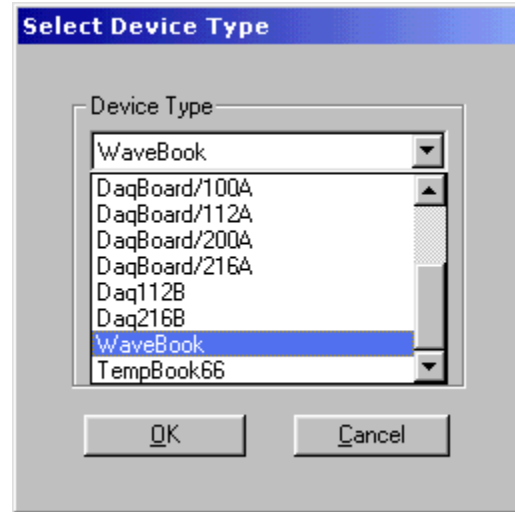 Select Device Type
Device Type
WaveBook
DaqBoard/100A
DaqBoard/112A
DaqBoard/200A
DaqBoard/216A
Daq112B
Daq216B
WaveBook
TempBook66
OK
Cancel